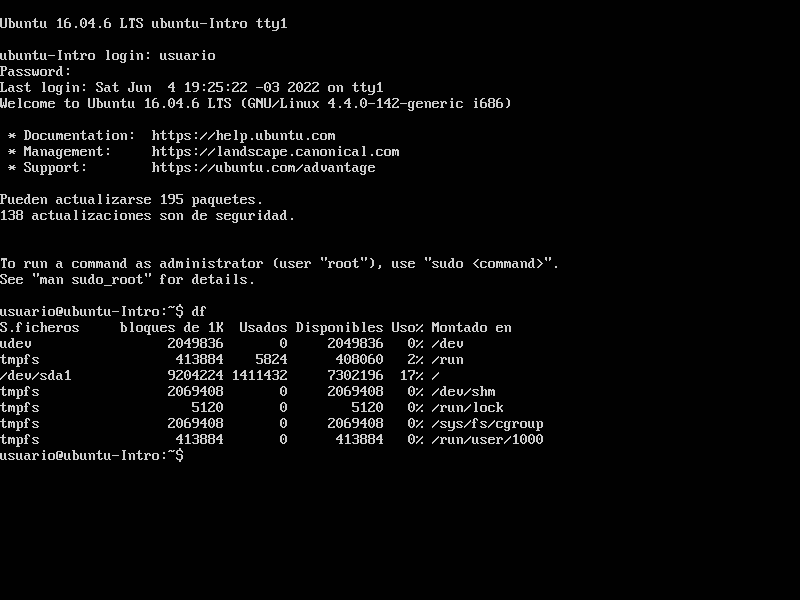 Ubuntu 16.04.6 LTS ubuntu-Intro tty1
ubuntu-Intro login: usuario
Password:
Last login: Sat Jun  4 19:25:22 -03 2022 on tty1
Welcome to Ubuntu 16.04.6 LTS (GNU/Linux 4.4.0-142-generic i686)
 * Documentation:  https://help.ubuntu.com
 * Management:     https://landscape.canonical.com
 * Support:        https://ubuntu.com/advantage
Pueden actualizarse 195 paquetes.
138 actualizaciones son de seguridad.
To run a command as administrator (user "root"), use "sudo <command>".
See "man sudo_root" for details.
usuario@ubuntu-Intro:~$ df
S.ficheros     bloques de 1K  Usados Disponibles Uso% Montado en
udev                 2049836       0     2049836   0% /dev
tmpfs                 413884    5824      408060   2% /run
/dev/sda1            9204224 1411432     7302196  17% /
tmpfs                2069408       0     2069408   0% /dev/shm
tmpfs                   5120       0        5120   0% /run/lock
tmpfs                2069408       0     2069408   0% /sys/fs/cgroup
tmpfs                 413884       0      413884   0% /run/user/1000
usuario@ubuntu-Intro:~$